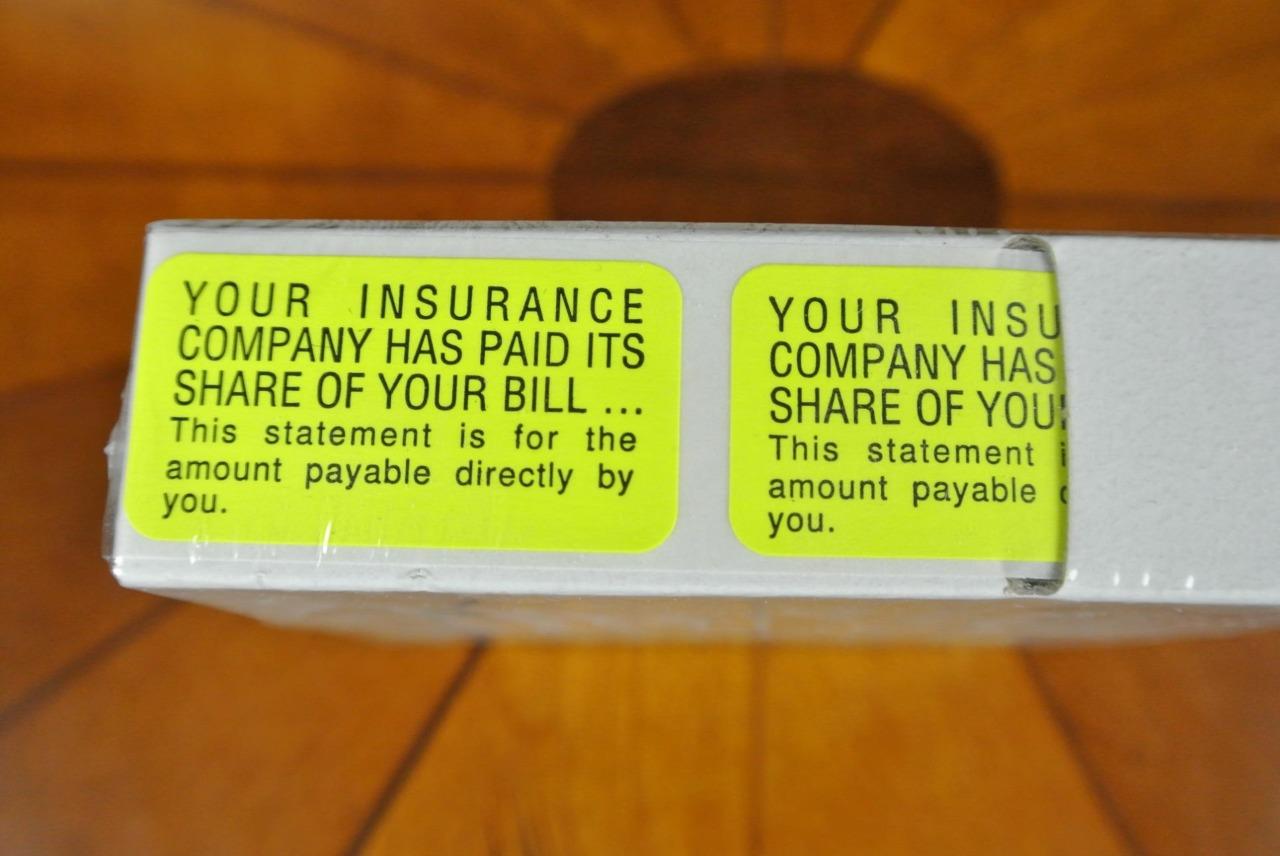 YOUR INSURANCE
COMPANY HAS PAID ITS
SHARE OF YOUR BILL ...
This statement is for the
amount payable directly by
you.
YOUR INSU
COMPANY HAS
SHARE OF YOU
This statement
amount payable
you.